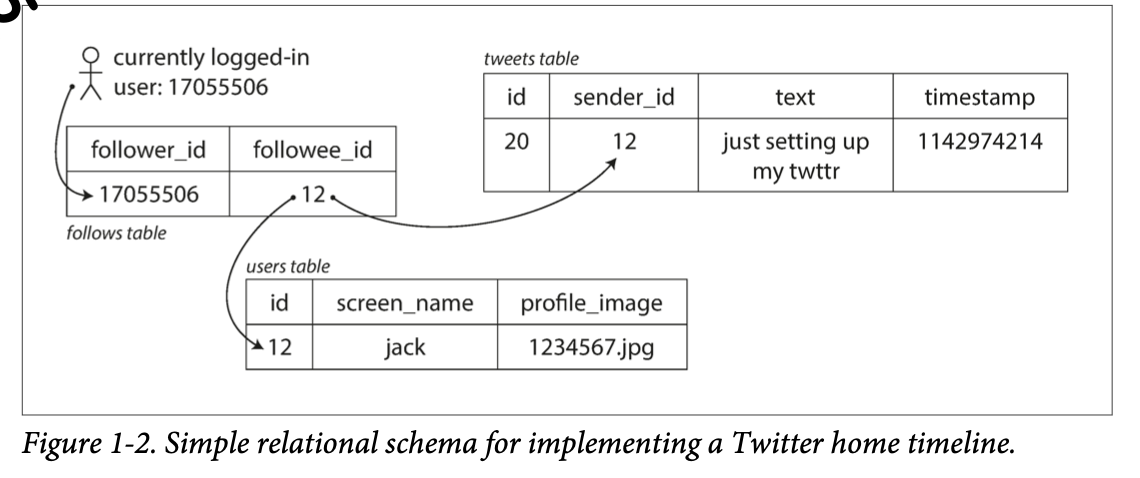 currently logged-in
user: 17055506
follower_id followee_id
17055506 12
follows table
tweets table
id sender_id text timestamp
20 12 just setting up 1142974214
my twttr
users table
id screen_name profile_image
12 jack 1234567.jpg
Figure 1-2. Simple relational schema for implementing a Twitter home timeline.